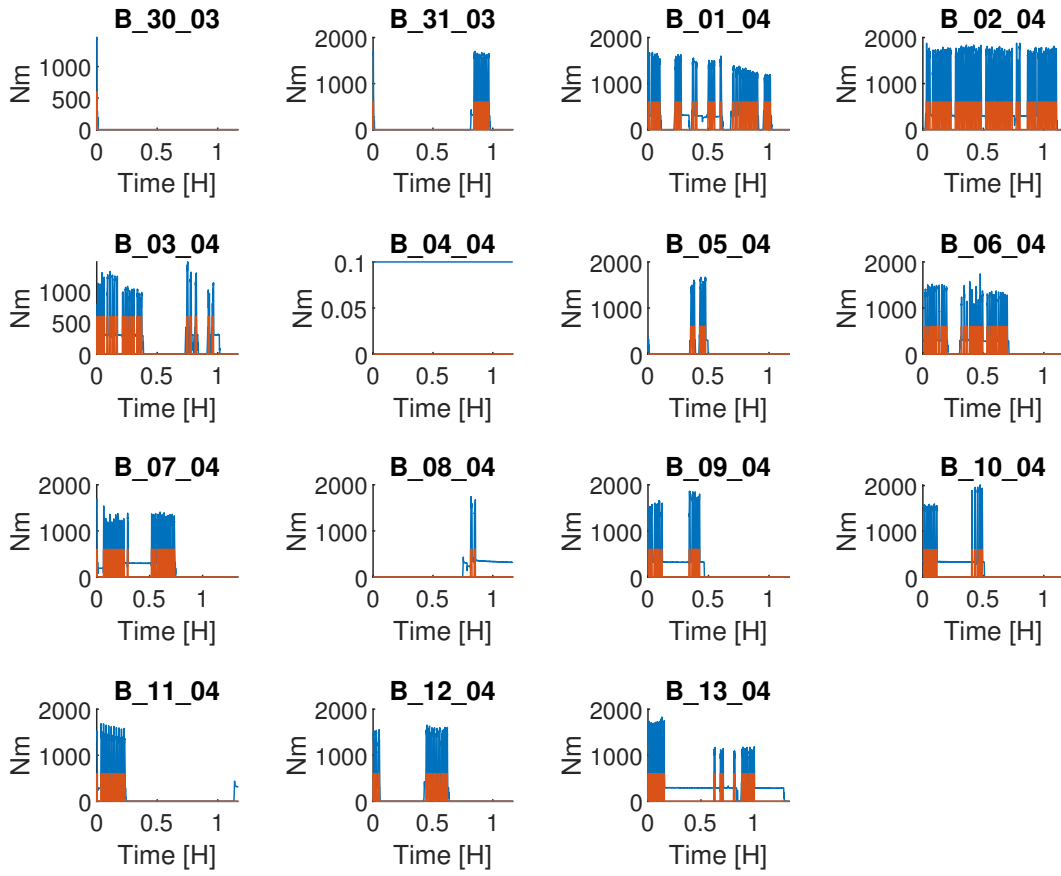 B_30_03
Nm
1000
500
0
0 0.5 1
Time [H]
B_31_03
Nm
2000
1000
0
0 0.5 1
Time [H]
B_01_04
Nm
2000
1000
0
0 0.5 1
Time [H]
B_02_04
Nm
2000
1000
0
0 0.5 1
Time [H]
B_03_04
Nm
1000
500
0
0 0.5 1
Time [H]
B_04_04
Nm
0.1
0.05
0
0 0.5 1
Time [H]
B_05_04
Nm
2000
1000
0
0 0.5 1
Time [H]
B_06_04
Nm
2000
1000
0
0 0.5 1
Time [H]
B_07_04
Nm
2000
1000
0
0 0.5 1
Time [H]
B_08_04
Nm
2000
1000
0
0 0.5 1
Time [H]
B_09_04
Nm
2000
1000
0
0 0.5 1
Time [H]
B_10_04
Nm
2000
1000
0
0 0.5 1
Time [H]
B_11_04
Nm
2000
1000
0
0 0.5 1
Time [H]
B_12_04
Nm
2000
1000
0
0 0.5 1
Time [H]
B_13_04
Nm
2000
1000
0
0 0.5 1
Time [H]